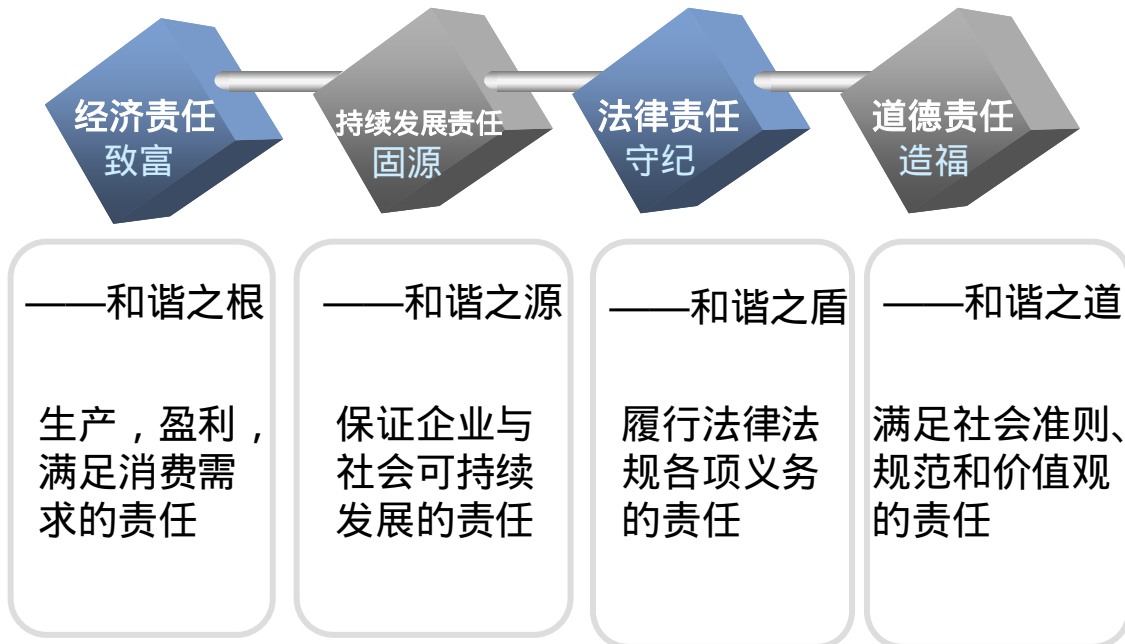 经济责任
致富
持续发展责任
固源
法律责任
守纪
道德责任
造福
——和谐之根
生产，盈利，
满足消费需
求的责任
——和谐之源
保证企业与
社会可持续
发展的责任
——和谐之盾
履行法律法
规各项义务
的责任
——和谐之道
满足社会准则、
规范和价值观
的责任